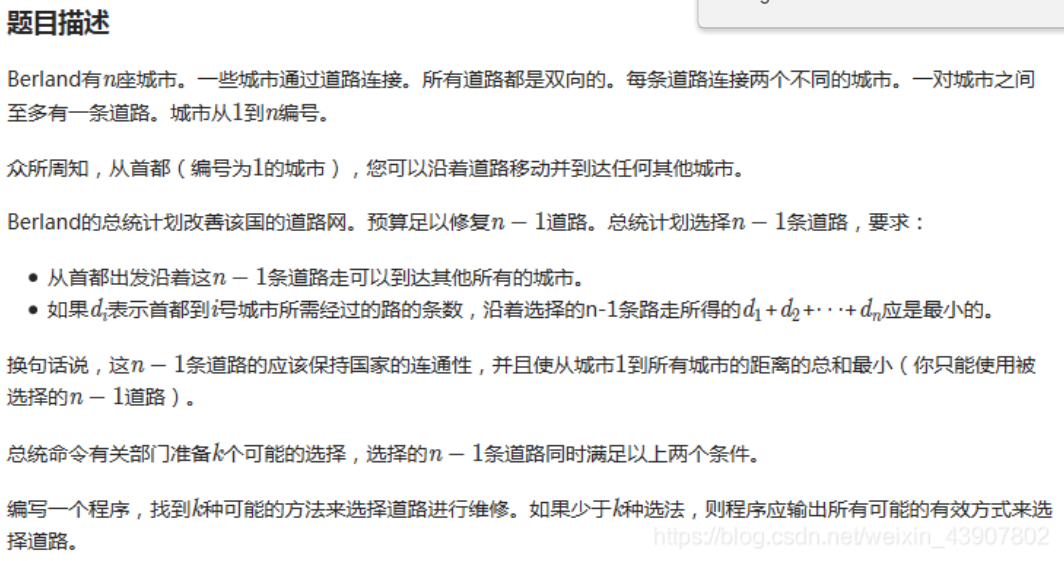 题目描述
Berland有n座城市。一些城市通过道路连接。所有道路都是双向的。每条道路连接两个不同的城市。一对城市之间
至多有一条道路。城市从1到n编号。
众所周知，从首都（编号为1的城市），您可以沿着道路移动并到达任何其他城市。
Berland的总统计划改善该国的道路网。预算足以修复n − 1道路。总统计划选择n − 1条道路，要求：
• 从首都出发沿着这n − 1条道路走可以到达其他所有的城市。
• 如果dᵢ表示首都到i号城市所需经过的路的条数，沿着选择的n-1条路走所得的d₁+d₂+···+dₙ应是最小的。
换句话说，这n − 1条道路的应该保持国家的连通性，并且使从城市1到所有城市的距离的总和最小（你只能使用被
选择的n − 1道路）。
总统命令有关部门准备k个可能的选择，选择的n − 1条道路同时满足以上两个条件。
编写一个程序，找到k种可能的方法来选择道路进行维修。如果少于k种选法，则程序应输出所有可能的有效方式来选
择道路。
https://blog.csdn.net/weixin_43907802